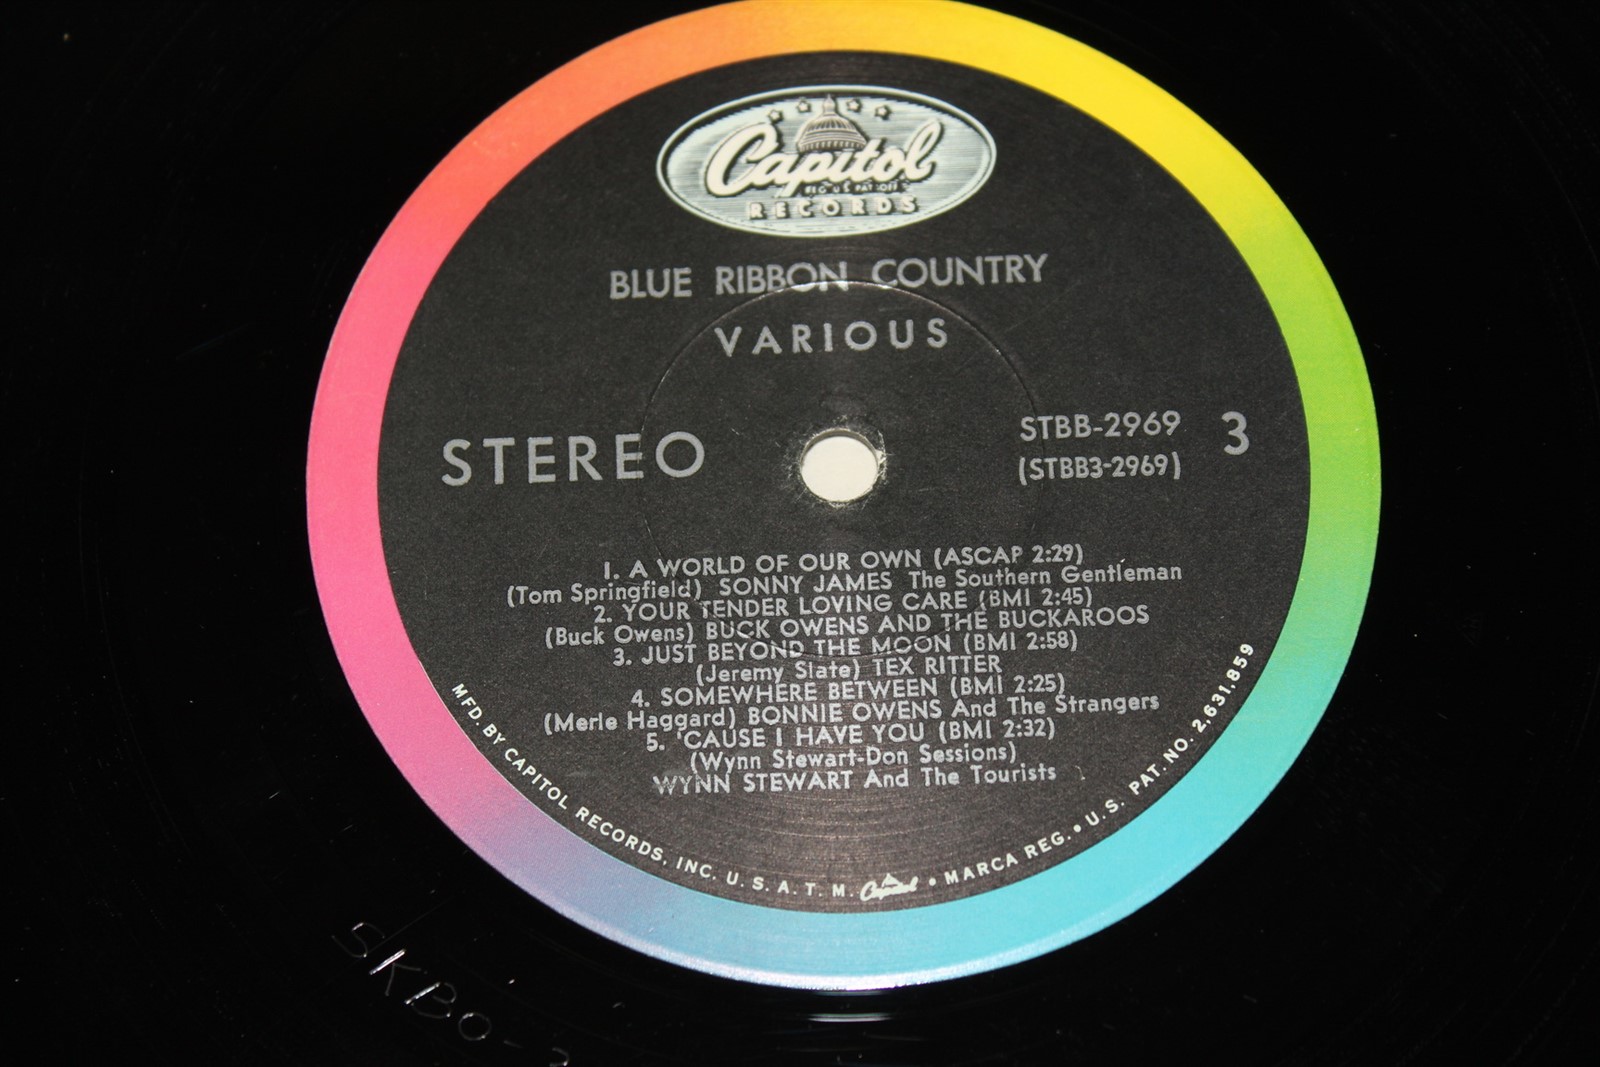 Capitol
REG. U.S. PAT. OFF.
RECORDS
BLUE RIBBON COUNTRY
VARIOUS
STEREO
STBB-2969 3
(STBB3-2969)
1. A WORLD OF OUR OWN (ASCAP 2:29)
(Tom Springfield) SONNY JAMES The Southern Gentleman
2. YOUR TENDER LOVING CARE (BMI 2:45)
(Buck Owens) BUCK OWENS AND THE BUCKAROOS
3. JUST BEYOND THE MOON (BMI 2:58)
(Jeremy Slate) TEX RITTER
4. SOMEWHERE BETWEEN (BMI 2:25)
(Merle Haggard) BONNIE OWENS And The Strangers
5. 'CAUSE I HAVE YOU (BMI 2:32)
(Wynn Stewart-Don Sessions)
WYNN STEWART And The Tourists
MFD. BY CAPITOL RECORDS, INC. U.S.A. T.M. Capitol • MARCA REG. • U.S. PAT. NO. 2,631,859
SKBO-